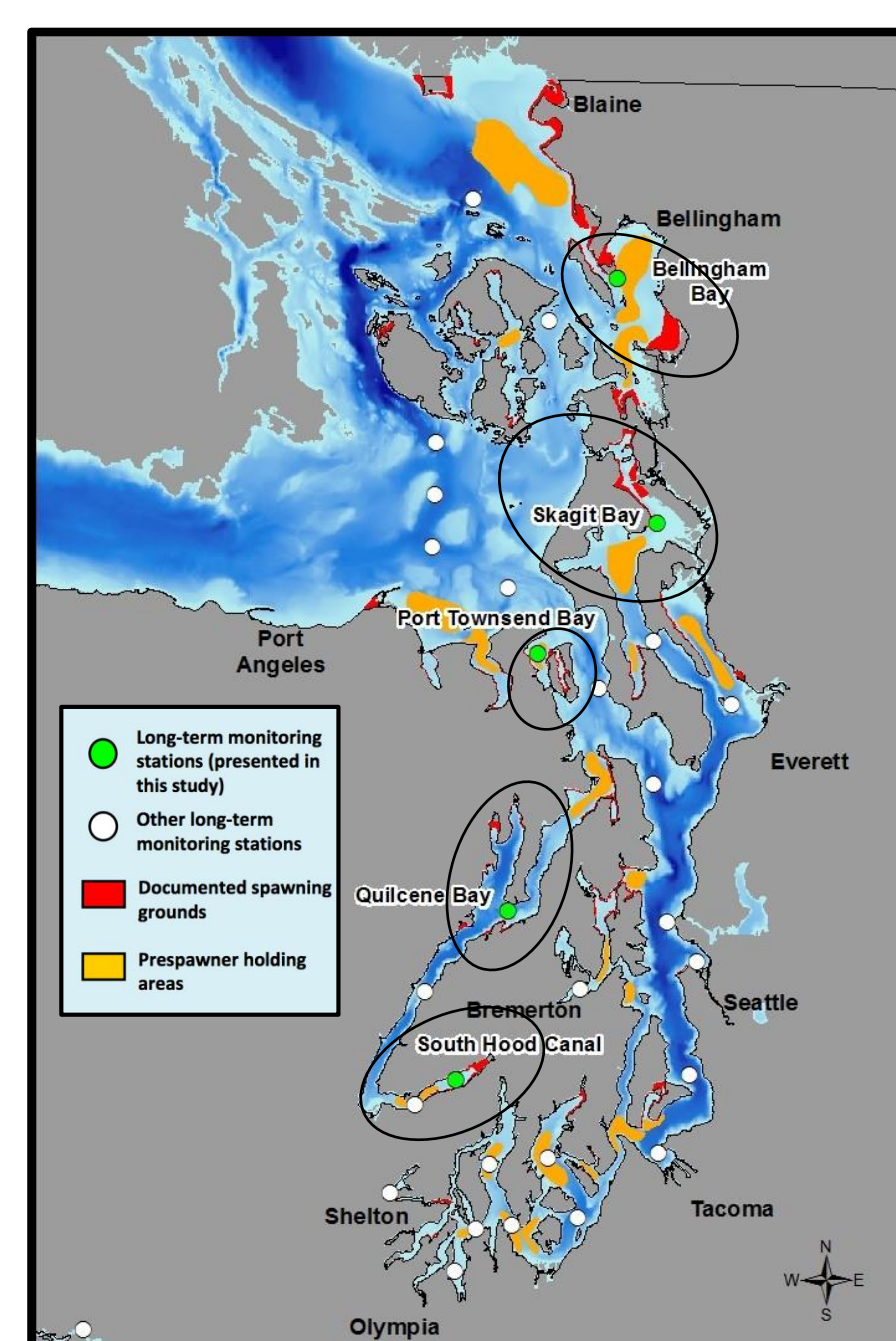 Blaine
Bellingham
Bellingham
Bay
Skagit Bay
Port Townsend Bay
Port
Angeles
Long-term monitoring
stations (presented in
this study)
Other long-term
monitoring stations
Documented spawning
grounds
Prespawner holding
areas
Everett
Quilcene Bay
Bremerton
Seattle
South Hood Canal
Shelton
Tacoma
Olympia
N
W E
S